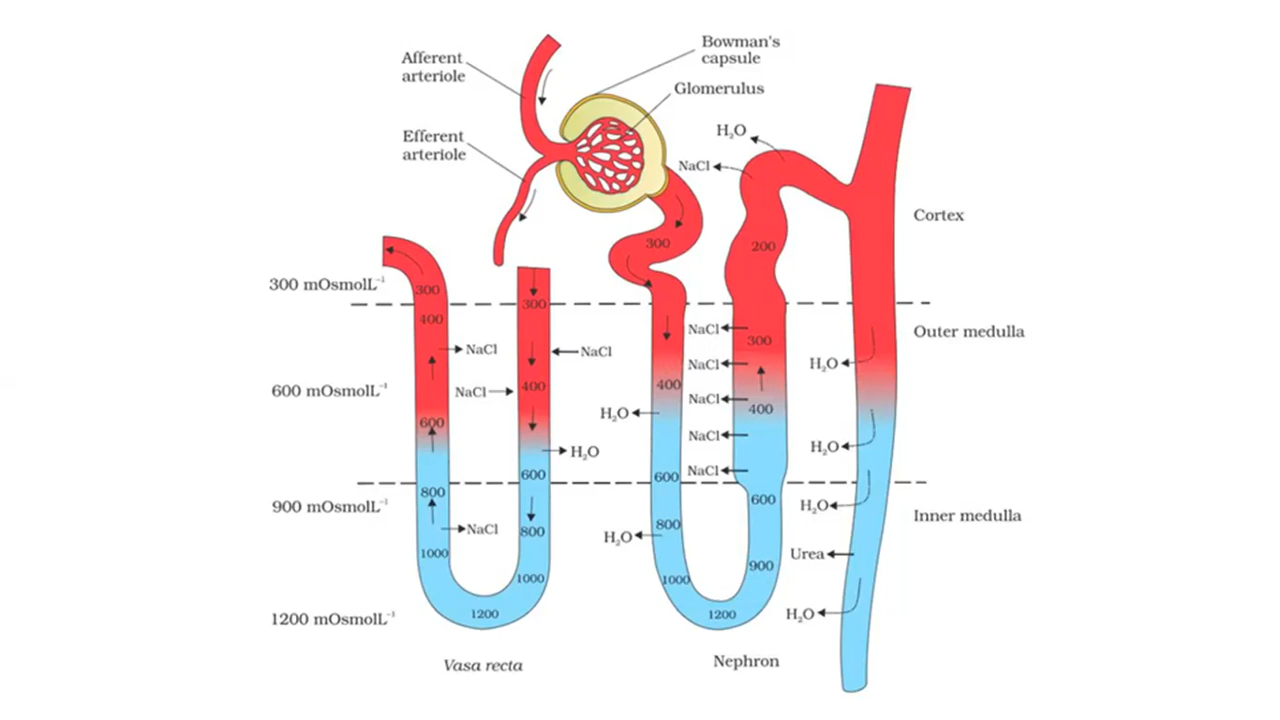 Bowman's
capsule
Afferent
arteriole
Glomerulus
H₂O
Efferent
arteriole
NaCl
Cortex
300
200
300 mOsmolL⁻¹
300
300
400
Outer medulla
NaCl
300
NaCl
NaCl
NaCl
H₂O
600 mOsmolL⁻¹
NaCl
400
400
NaCl
400
H₂O
600
NaCl
H₂O
H₂O
NaCl
600
600
800
600
900 mOsmolL⁻¹
H₂O
Inner medulla
NaCl
800
800
H₂O
1000
Urea
900
1000
1000
1200 mOsmolL⁻¹
1200
1200
H₂O
Vasa recta
Nephron